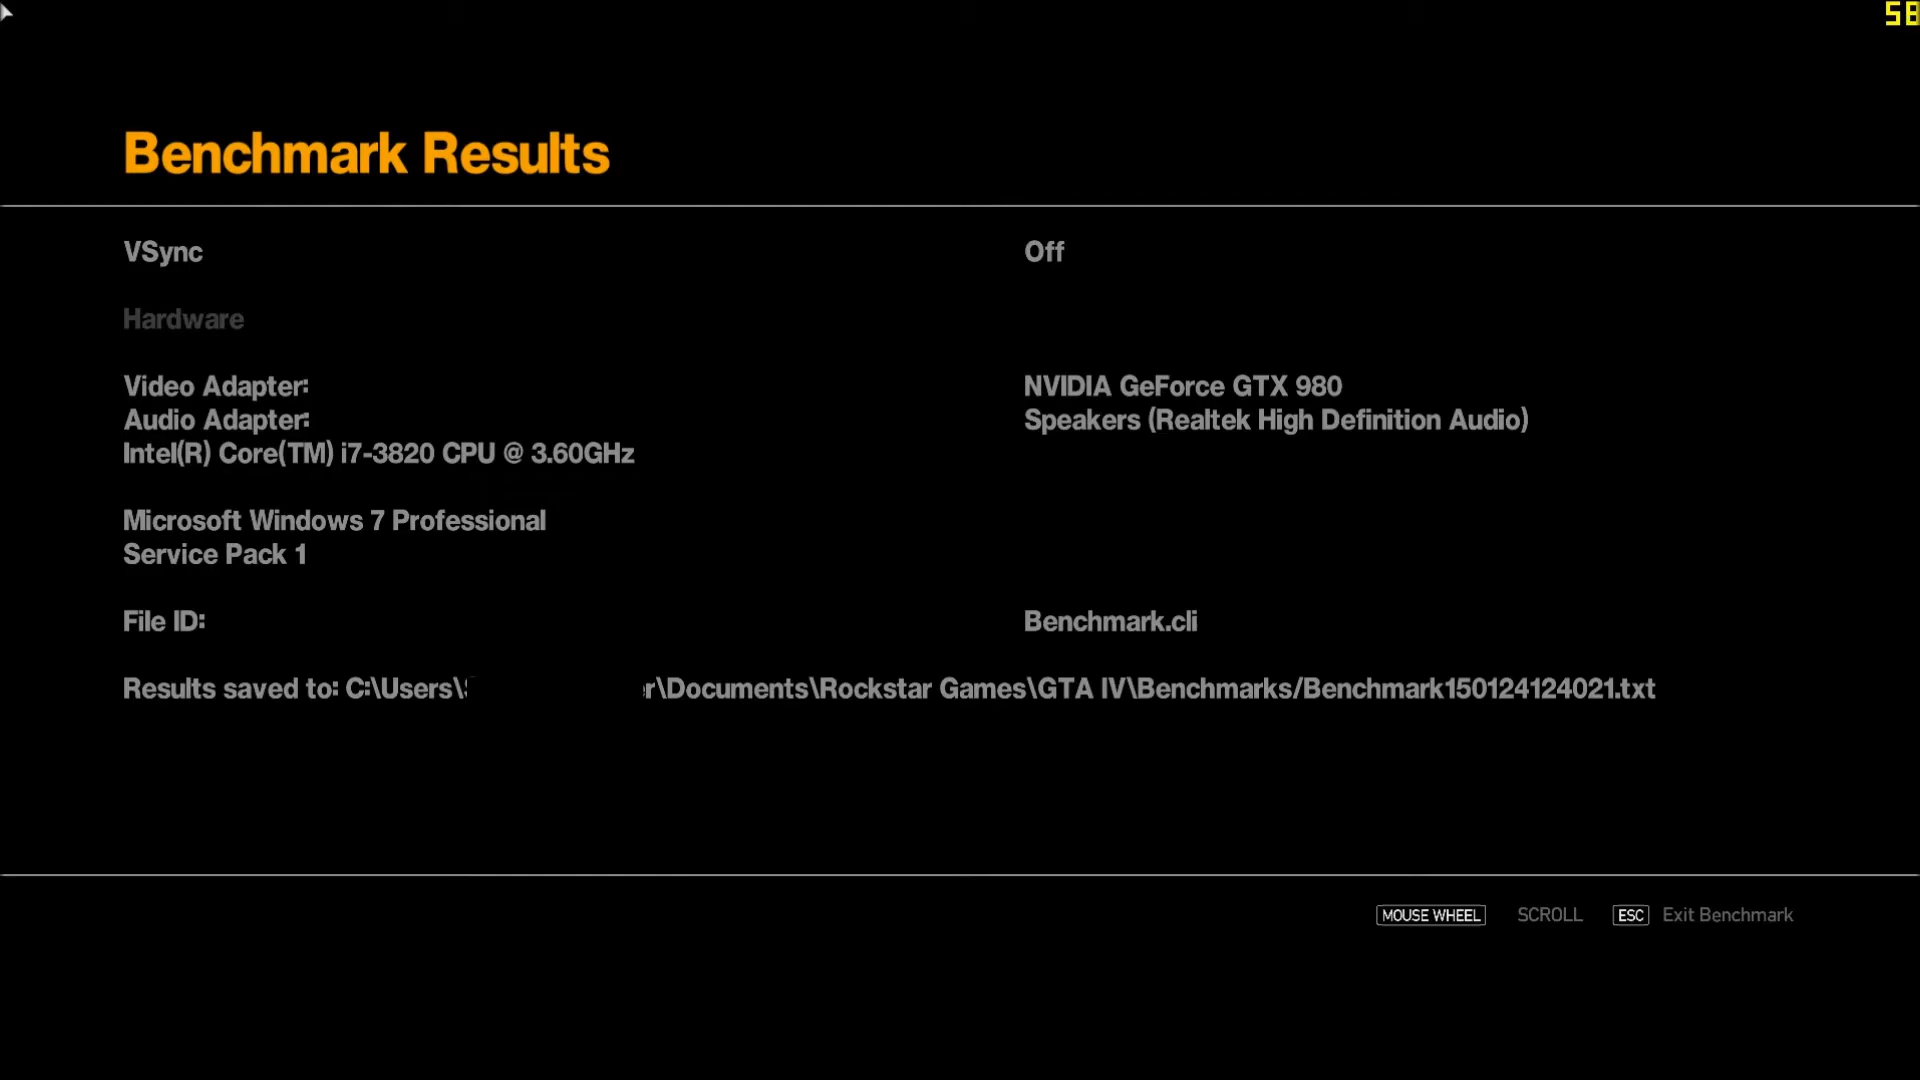 58
Benchmark Results
VSync Off
Hardware
Video Adapter: NVIDIA GeForce GTX 980
Audio Adapter: Speakers (Realtek High Definition Audio)
Intel(R) Core(TM) i7-3820 CPU @ 3.60GHz
Microsoft Windows 7 Professional
Service Pack 1
File ID: Benchmark.cli
Results saved to: C:\Users\ r\Documents\Rockstar Games\GTA IV\Benchmarks/Benchmark150124124021.txt
MOUSE WHEEL SCROLL ESC Exit Benchmark